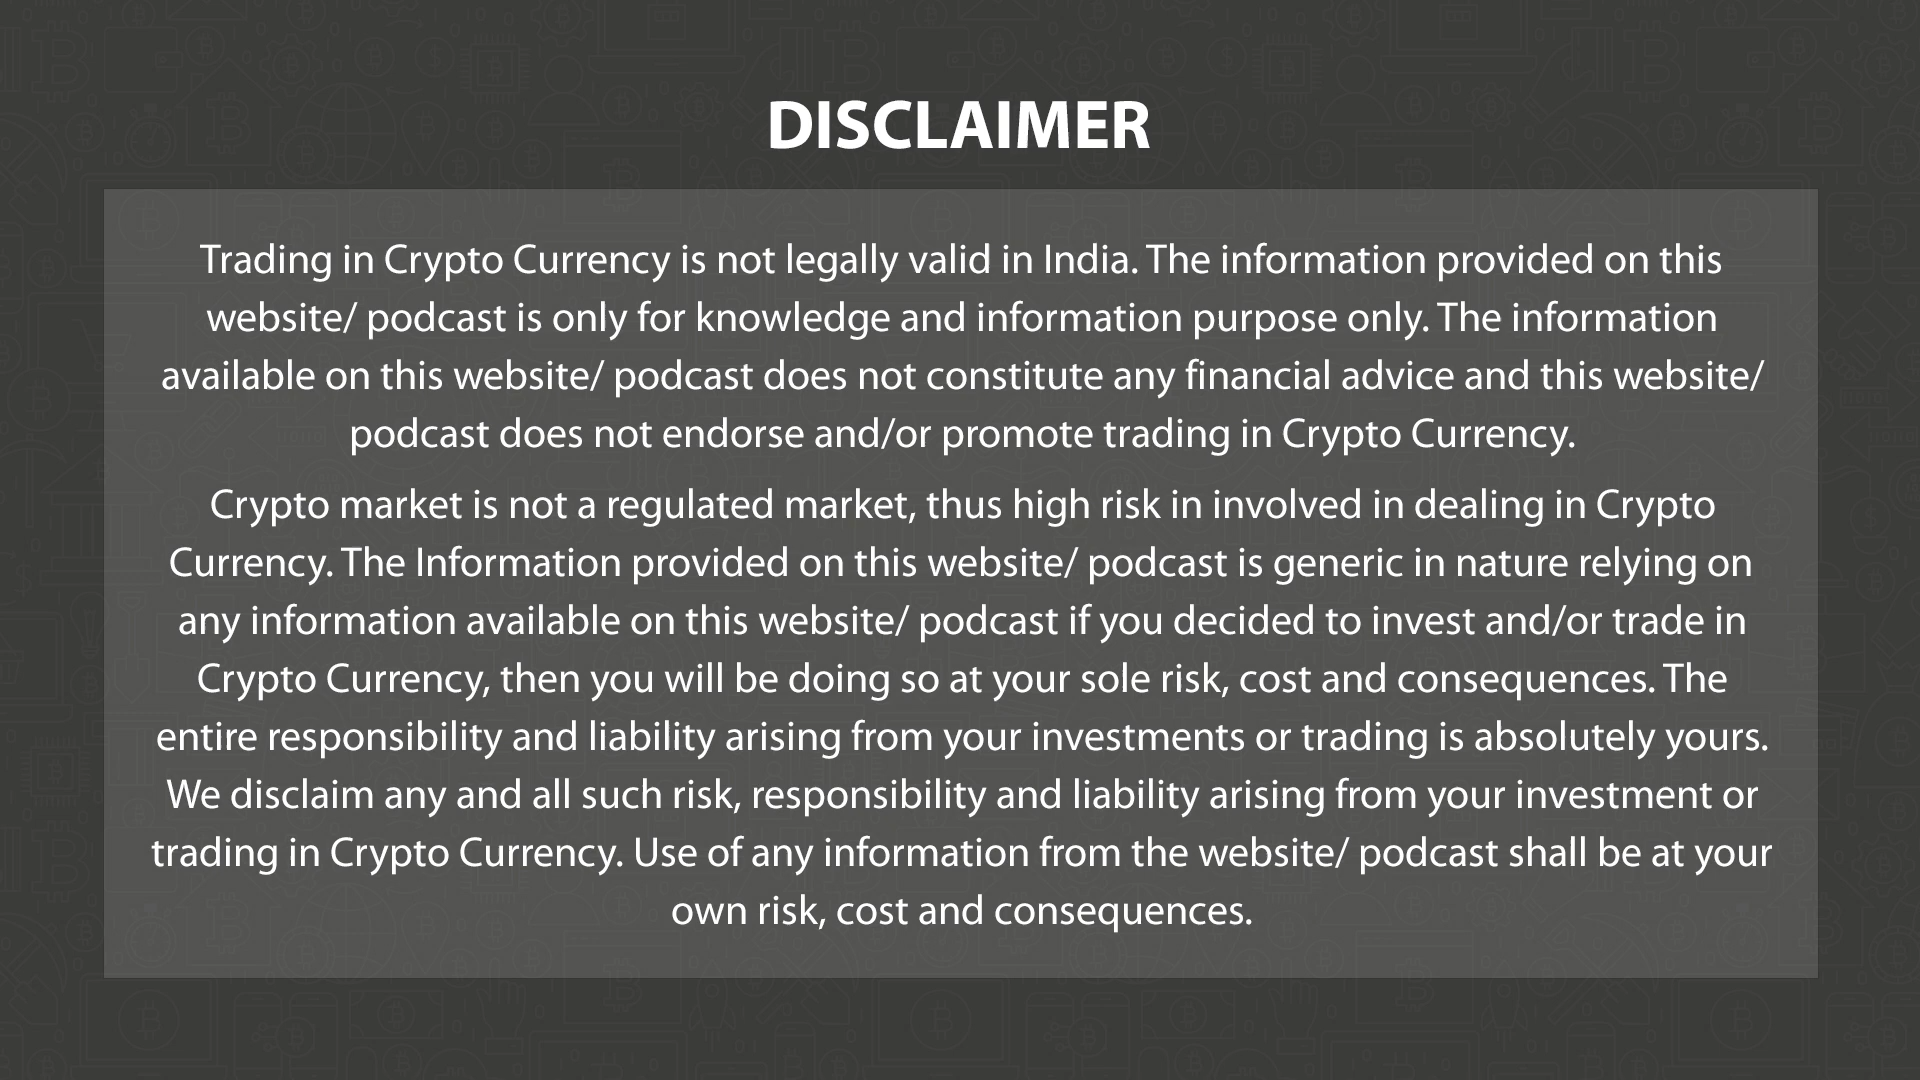 DISCLAIMER
Trading in Crypto Currency is not legally valid in India. The information provided on this
website/ podcast is only for knowledge and information purpose only. The information
available on this website/ podcast does not constitute any financial advice and this website/
podcast does not endorse and/or promote trading in Crypto Currency.
Crypto market is not a regulated market, thus high risk in involved in dealing in Crypto
Currency. The Information provided on this website/ podcast is generic in nature relying on
any information available on this website/ podcast if you decided to invest and/or trade in
Crypto Currency, then you will be doing so at your sole risk, cost and consequences. The
entire responsibility and liability arising from your investments or trading is absolutely yours.
We disclaim any and all such risk, responsibility and liability arising from your investment or
trading in Crypto Currency. Use of any information from the website/ podcast shall be at your
own risk, cost and consequences.